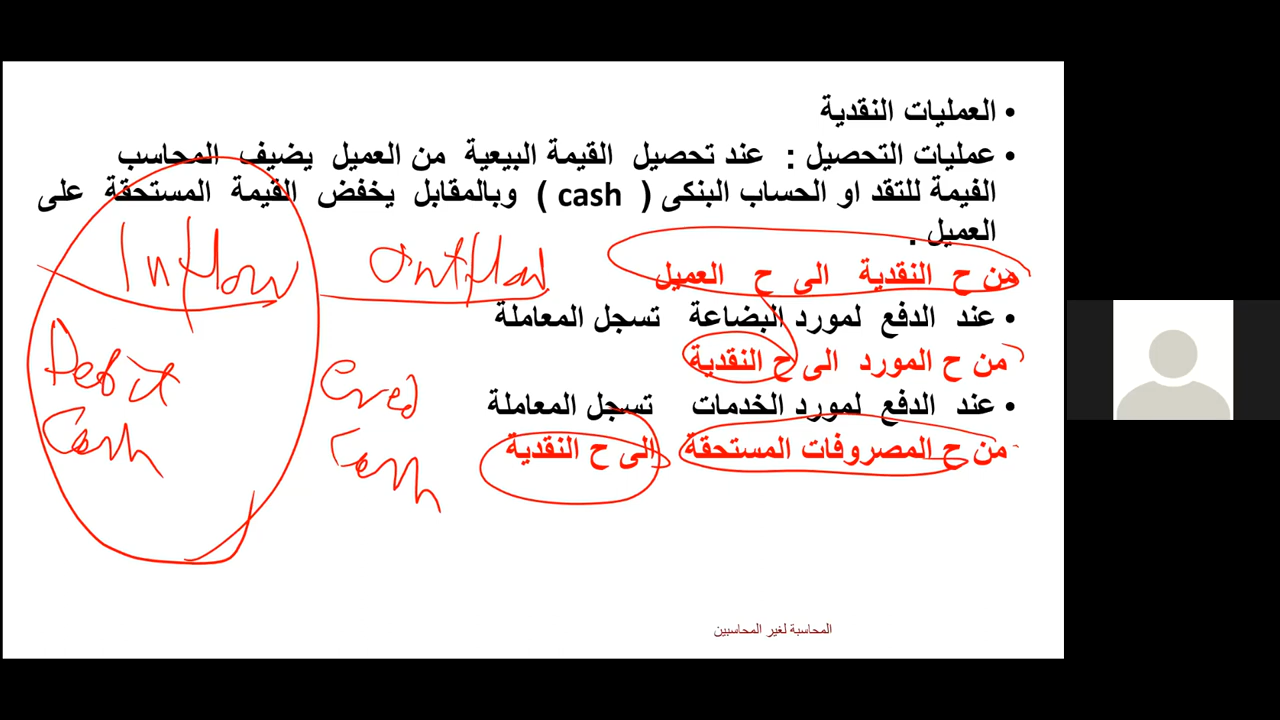 • العمليات النقدية
• عمليات التحصيل : عند تحصيل القيمة البيعية من العميل يضيف المحاسب
القيمة للنقد او الحساب البنكى ( cash ) وبالمقابل يخفض القيمة المستحقة على
العميل .
من ح النقدية الى ح العميل
• عند الدفع لمورد البضاعة تسجل المعاملة
من ح المورد الى ح النقدية
• عند الدفع لمورد الخدمات تسجل المعاملة
من ح المصروفات المستحقة الى ح النقدية
Inflow outflow
Debit Cred
Cash Cash
المحاسبة لغير المحاسبين